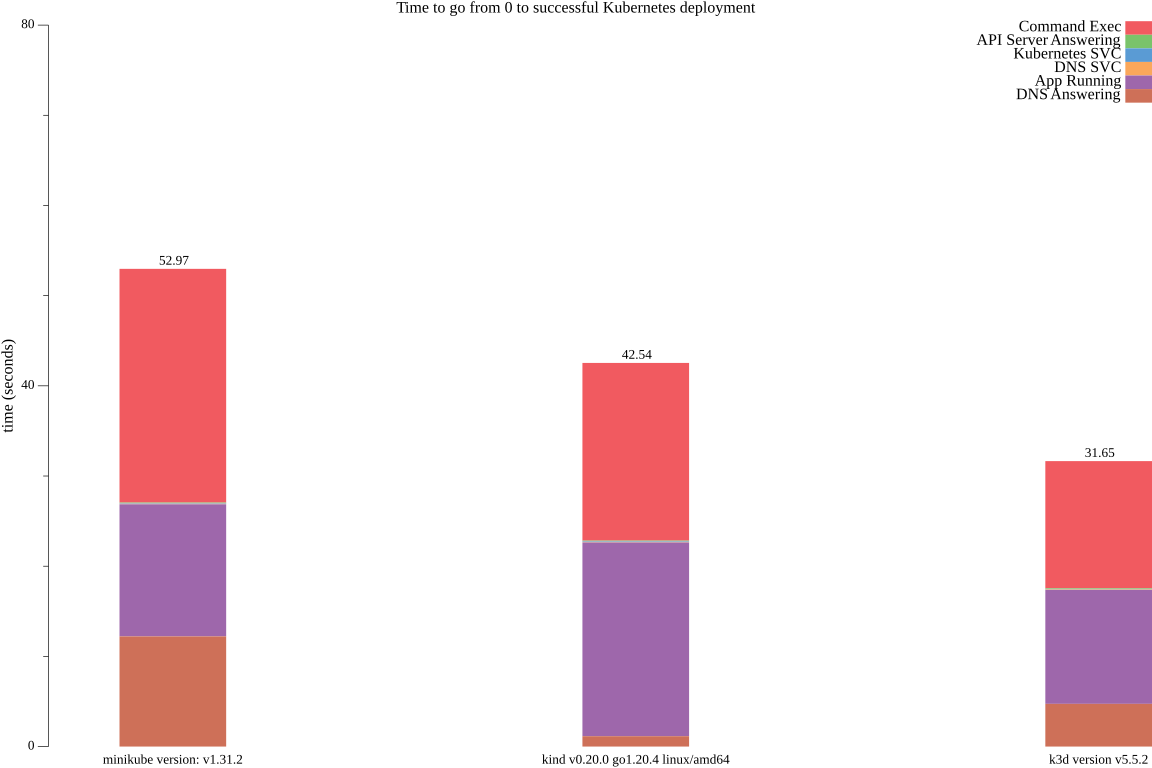 Time to go from 0 to successful Kubernetes deployment
80
Command Exec
API Server Answering
Kubernetes SVC
DNS SVC
App Running
DNS Answering
52.97
42.54
time (seconds)
40
31.65
0
minikube version: v1.31.2
kind v0.20.0 go1.20.4 linux/amd64
k3d version v5.5.2